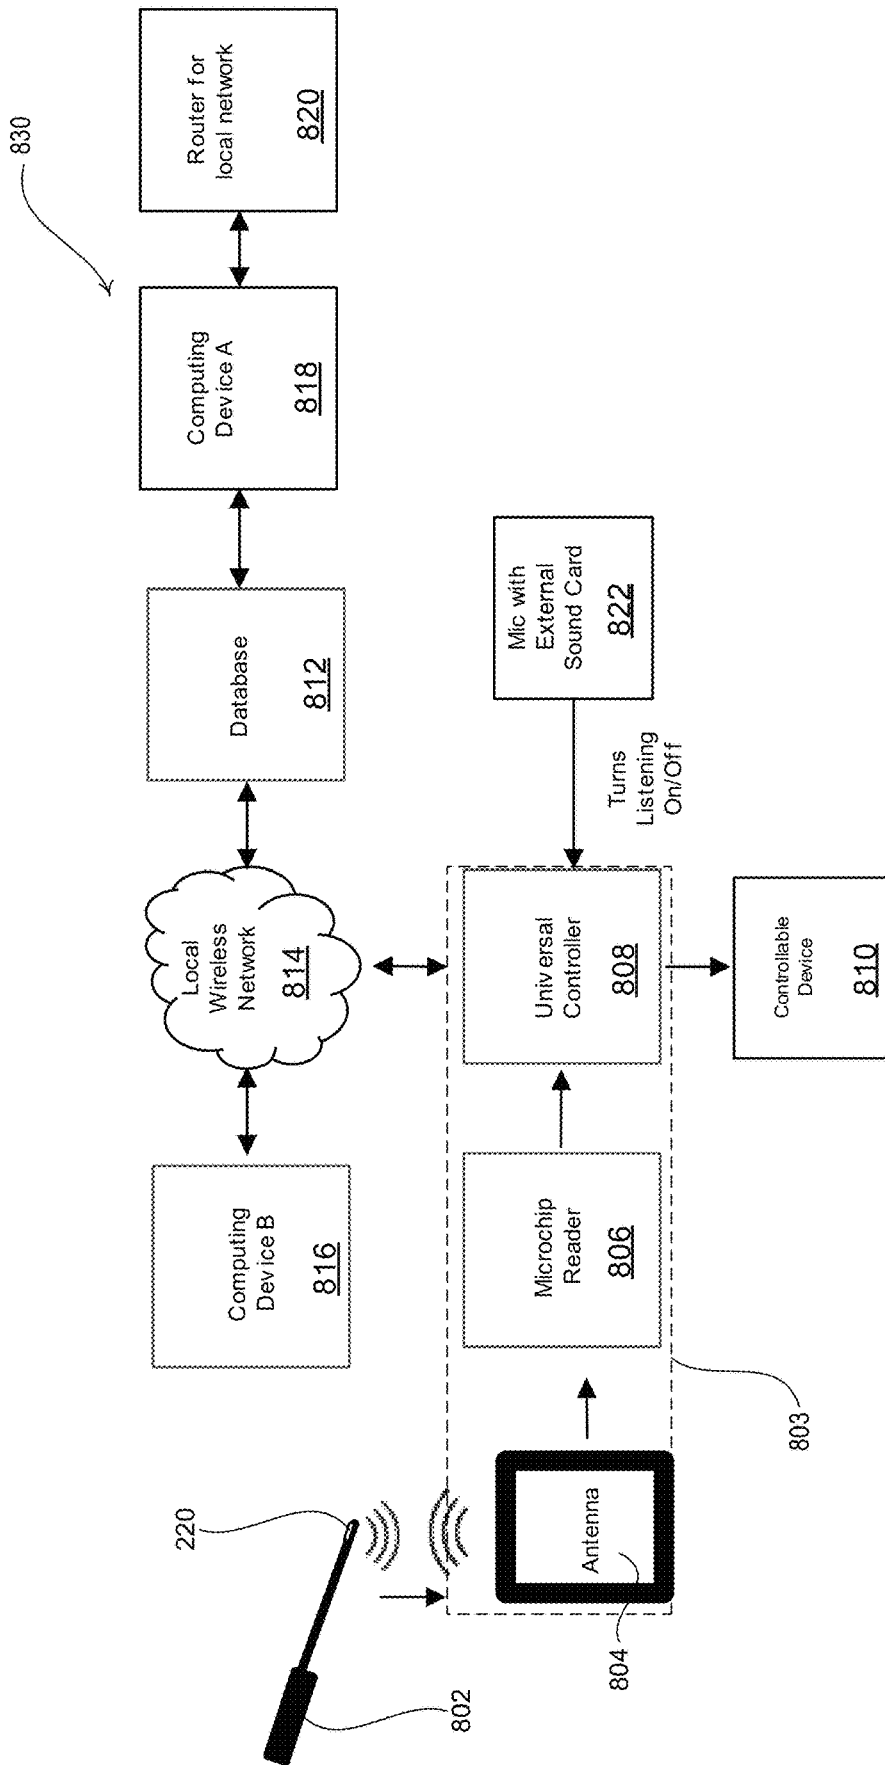 830
Router for
local network
820
Computing
Device A
818
Database
812
Local
Wireless
Network
814
Computing
Device B
816
Mic with
External
Sound Card
822
Turns
Listening
On/Off
Universal
Controller
808
Microchip
Reader
806
Controllable
Device
810
803
Antenna
804
220
802